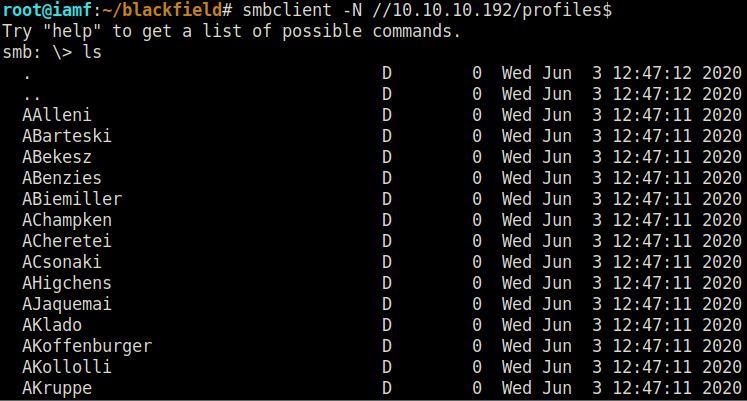 root@iamf:~/blackfield# smbclient -N //10.10.10.192/profiles$
Try "help" to get a list of possible commands.
smb: \> ls
  .                                   D        0  Wed Jun  3 12:47:12 2020
  ..                                  D        0  Wed Jun  3 12:47:12 2020
  AAlleni                             D        0  Wed Jun  3 12:47:11 2020
  ABarteski                           D        0  Wed Jun  3 12:47:11 2020
  ABekesz                             D        0  Wed Jun  3 12:47:11 2020
  ABenzies                            D        0  Wed Jun  3 12:47:11 2020
  ABiemiller                          D        0  Wed Jun  3 12:47:11 2020
  AChampken                           D        0  Wed Jun  3 12:47:11 2020
  ACheretei                           D        0  Wed Jun  3 12:47:11 2020
  ACsonaki                            D        0  Wed Jun  3 12:47:11 2020
  AHigchens                           D        0  Wed Jun  3 12:47:11 2020
  AJaquemai                           D        0  Wed Jun  3 12:47:11 2020
  AKlado                              D        0  Wed Jun  3 12:47:11 2020
  AKoffenburger                       D        0  Wed Jun  3 12:47:11 2020
  AKollolli                           D        0  Wed Jun  3 12:47:11 2020
  AKruppe                             D        0  Wed Jun  3 12:47:11 2020